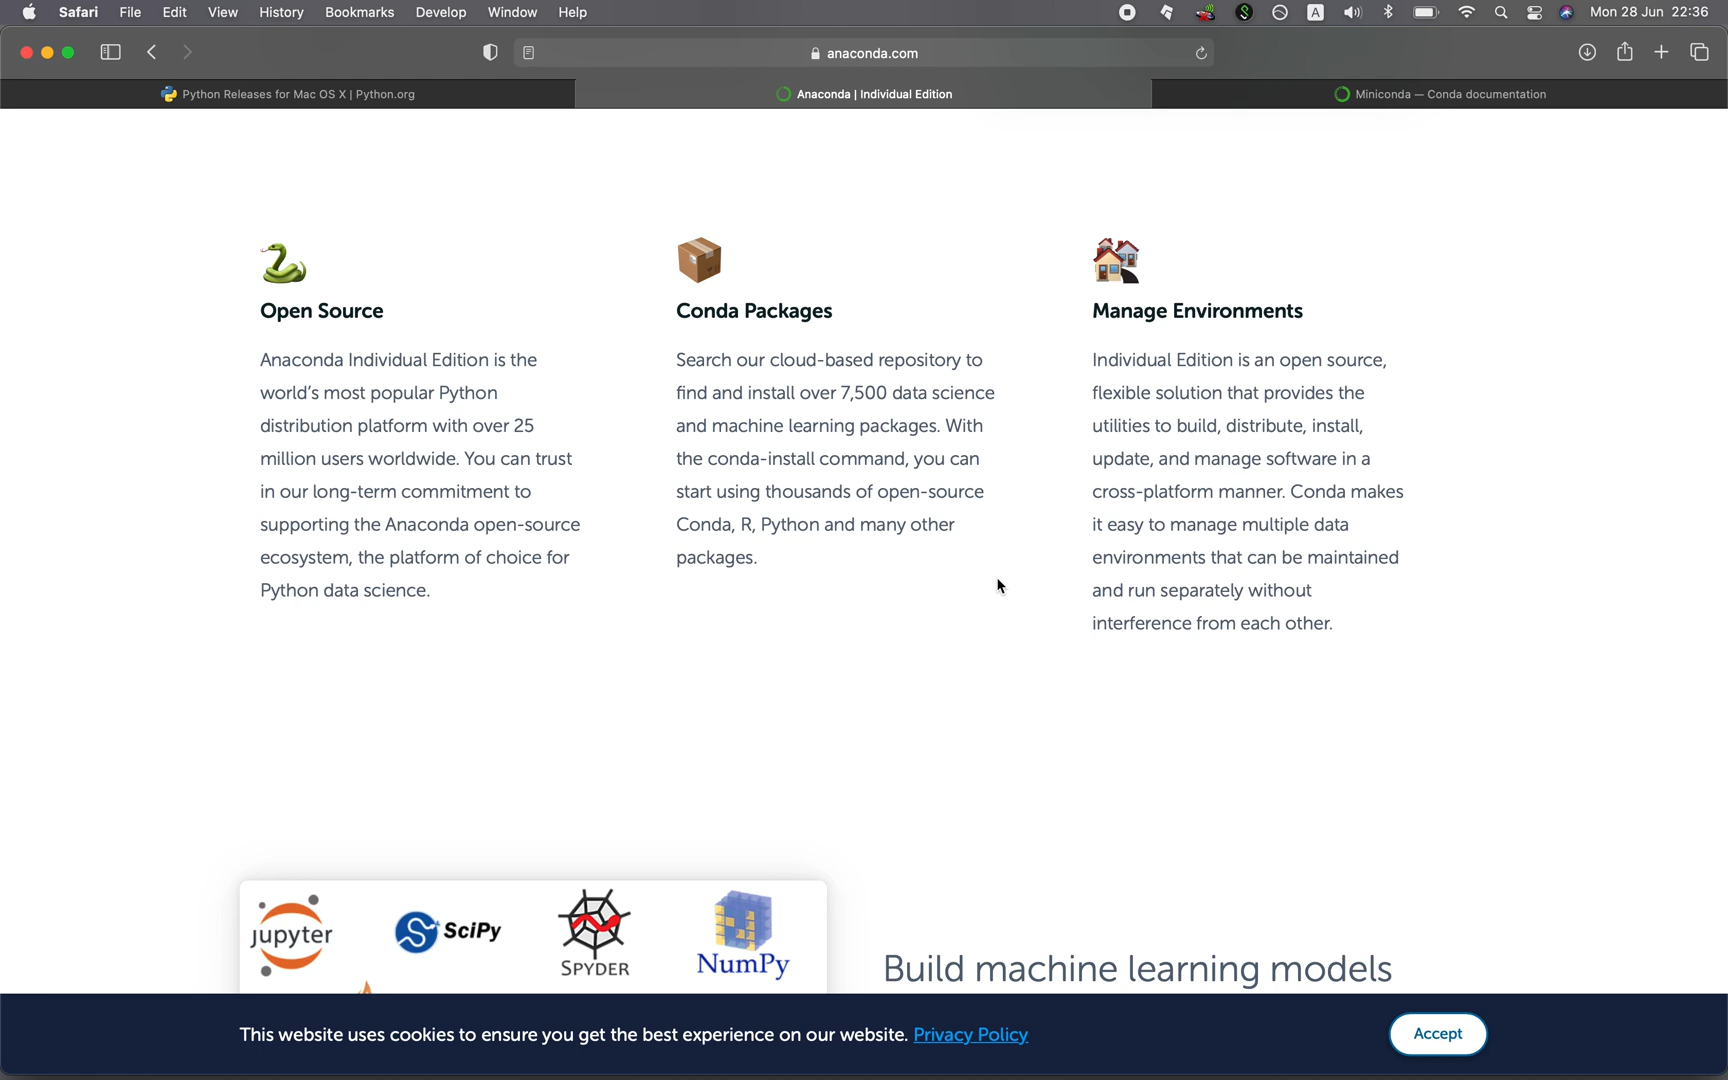 Safari File Edit View History Bookmarks Develop Window Help A Mon 28 Jun 22:36
anaconda.com
Python Releases for Mac OS X | Python.org
Anaconda | Individual Edition
Miniconda — Conda documentation
Open Source
Anaconda Individual Edition is the
world's most popular Python
distribution platform with over 25
million users worldwide. You can trust
in our long-term commitment to
supporting the Anaconda open-source
ecosystem, the platform of choice for
Python data science.
Conda Packages
Search our cloud-based repository to
find and install over 7,500 data science
and machine learning packages. With
the conda-install command, you can
start using thousands of open-source
Conda, R, Python and many other
packages.
Manage Environments
Individual Edition is an open source,
flexible solution that provides the
utilities to build, distribute, install,
update, and manage software in a
cross-platform manner. Conda makes
it easy to manage multiple data
environments that can be maintained
and run separately without
interference from each other.
jupyter
SciPy
SPYDER
NumPy
Build machine learning models
This website uses cookies to ensure you get the best experience on our website. Privacy Policy
Accept